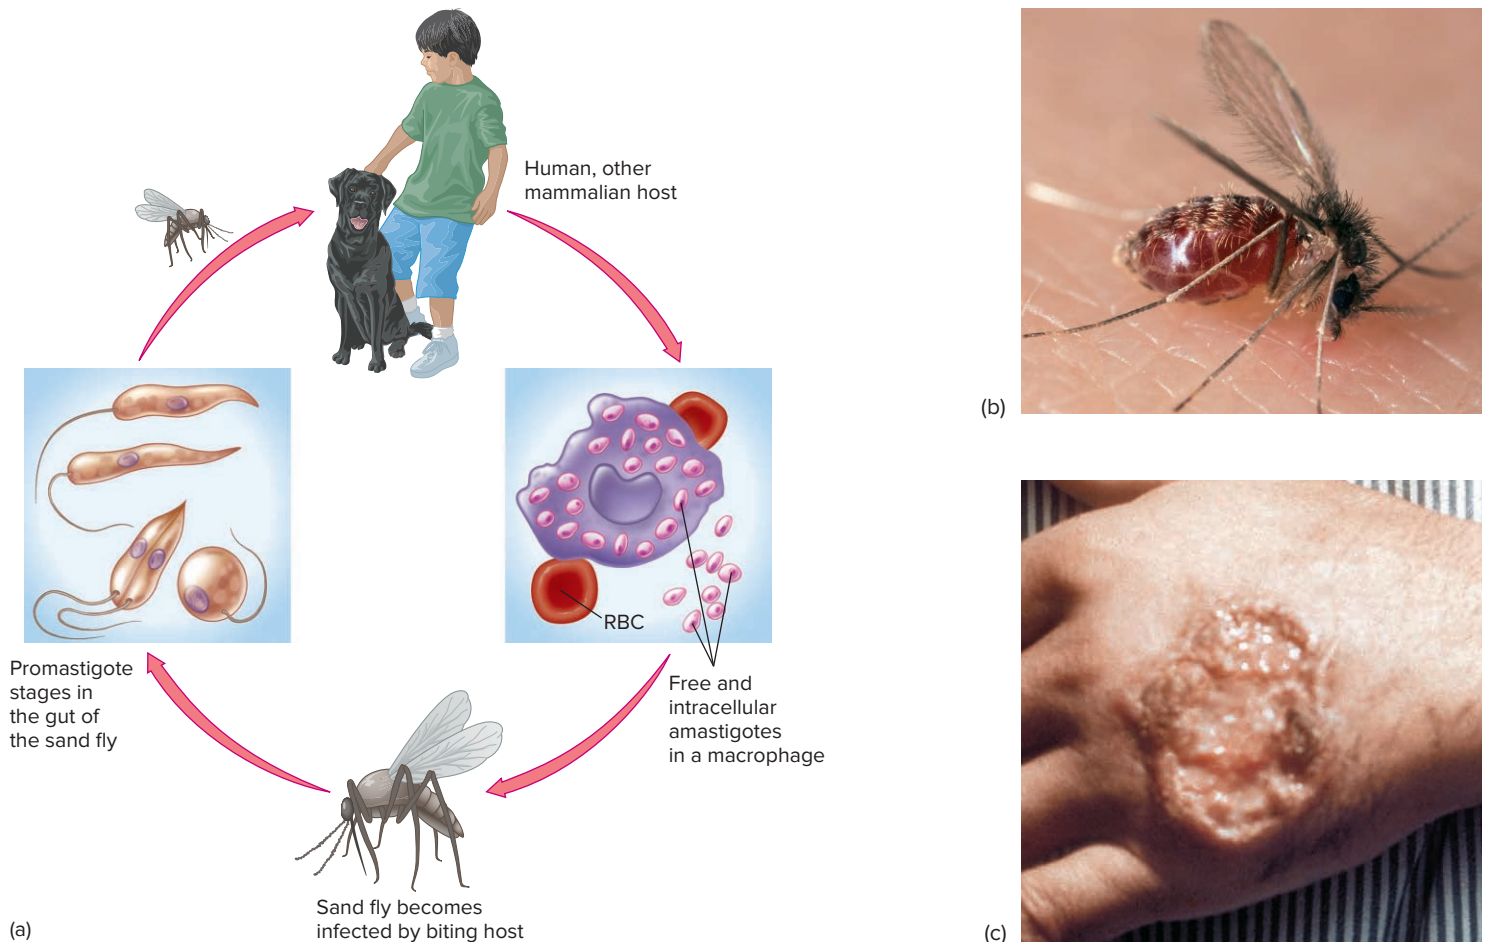 Human, other
mammalian host
RBC
Promastigote
stages in
the gut of
the sand fly
Free and
intracellular
amastigotes
in a macrophage
Sand fly becomes
infected by biting host
(a)
(b)
(c)